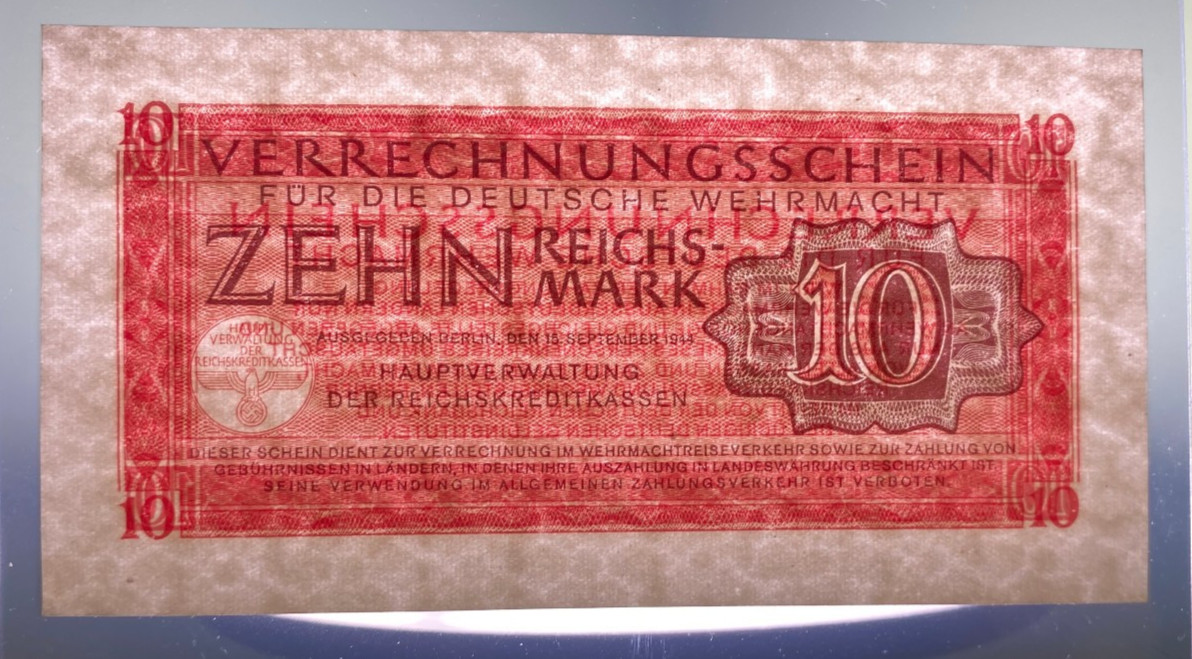 10 10
VERRECHNUNGSSCHEIN
FÜR DIE DEUTSCHE WEHRMACHT
ZEHN REICHS-
MARK
10
HAUPT
VERWALTUNG
DER
REICHSKREDITKASSEN
AUSGEGEBEN BERLIN, DEN 15. SEPTEMBER 1944
HAUPTVERWALTUNG
DER REICHSKREDITKASSEN
DIESER SCHEIN DIENT ZUR VERRECHNUNG IM WEHRMACHTREISEVERKEHR SOWIE ZUR ZAHLUNG VON
GEBÜHRNISSEN IN LÄNDERN, IN DENEN IHRE AUSZAHLUNG IN LANDESWÄHRUNG BESCHRÄNKT IST.
SEINE VERWENDUNG IM ALLGEMEINEN ZAHLUNGSVERKEHR IST VERBOTEN.
10 10